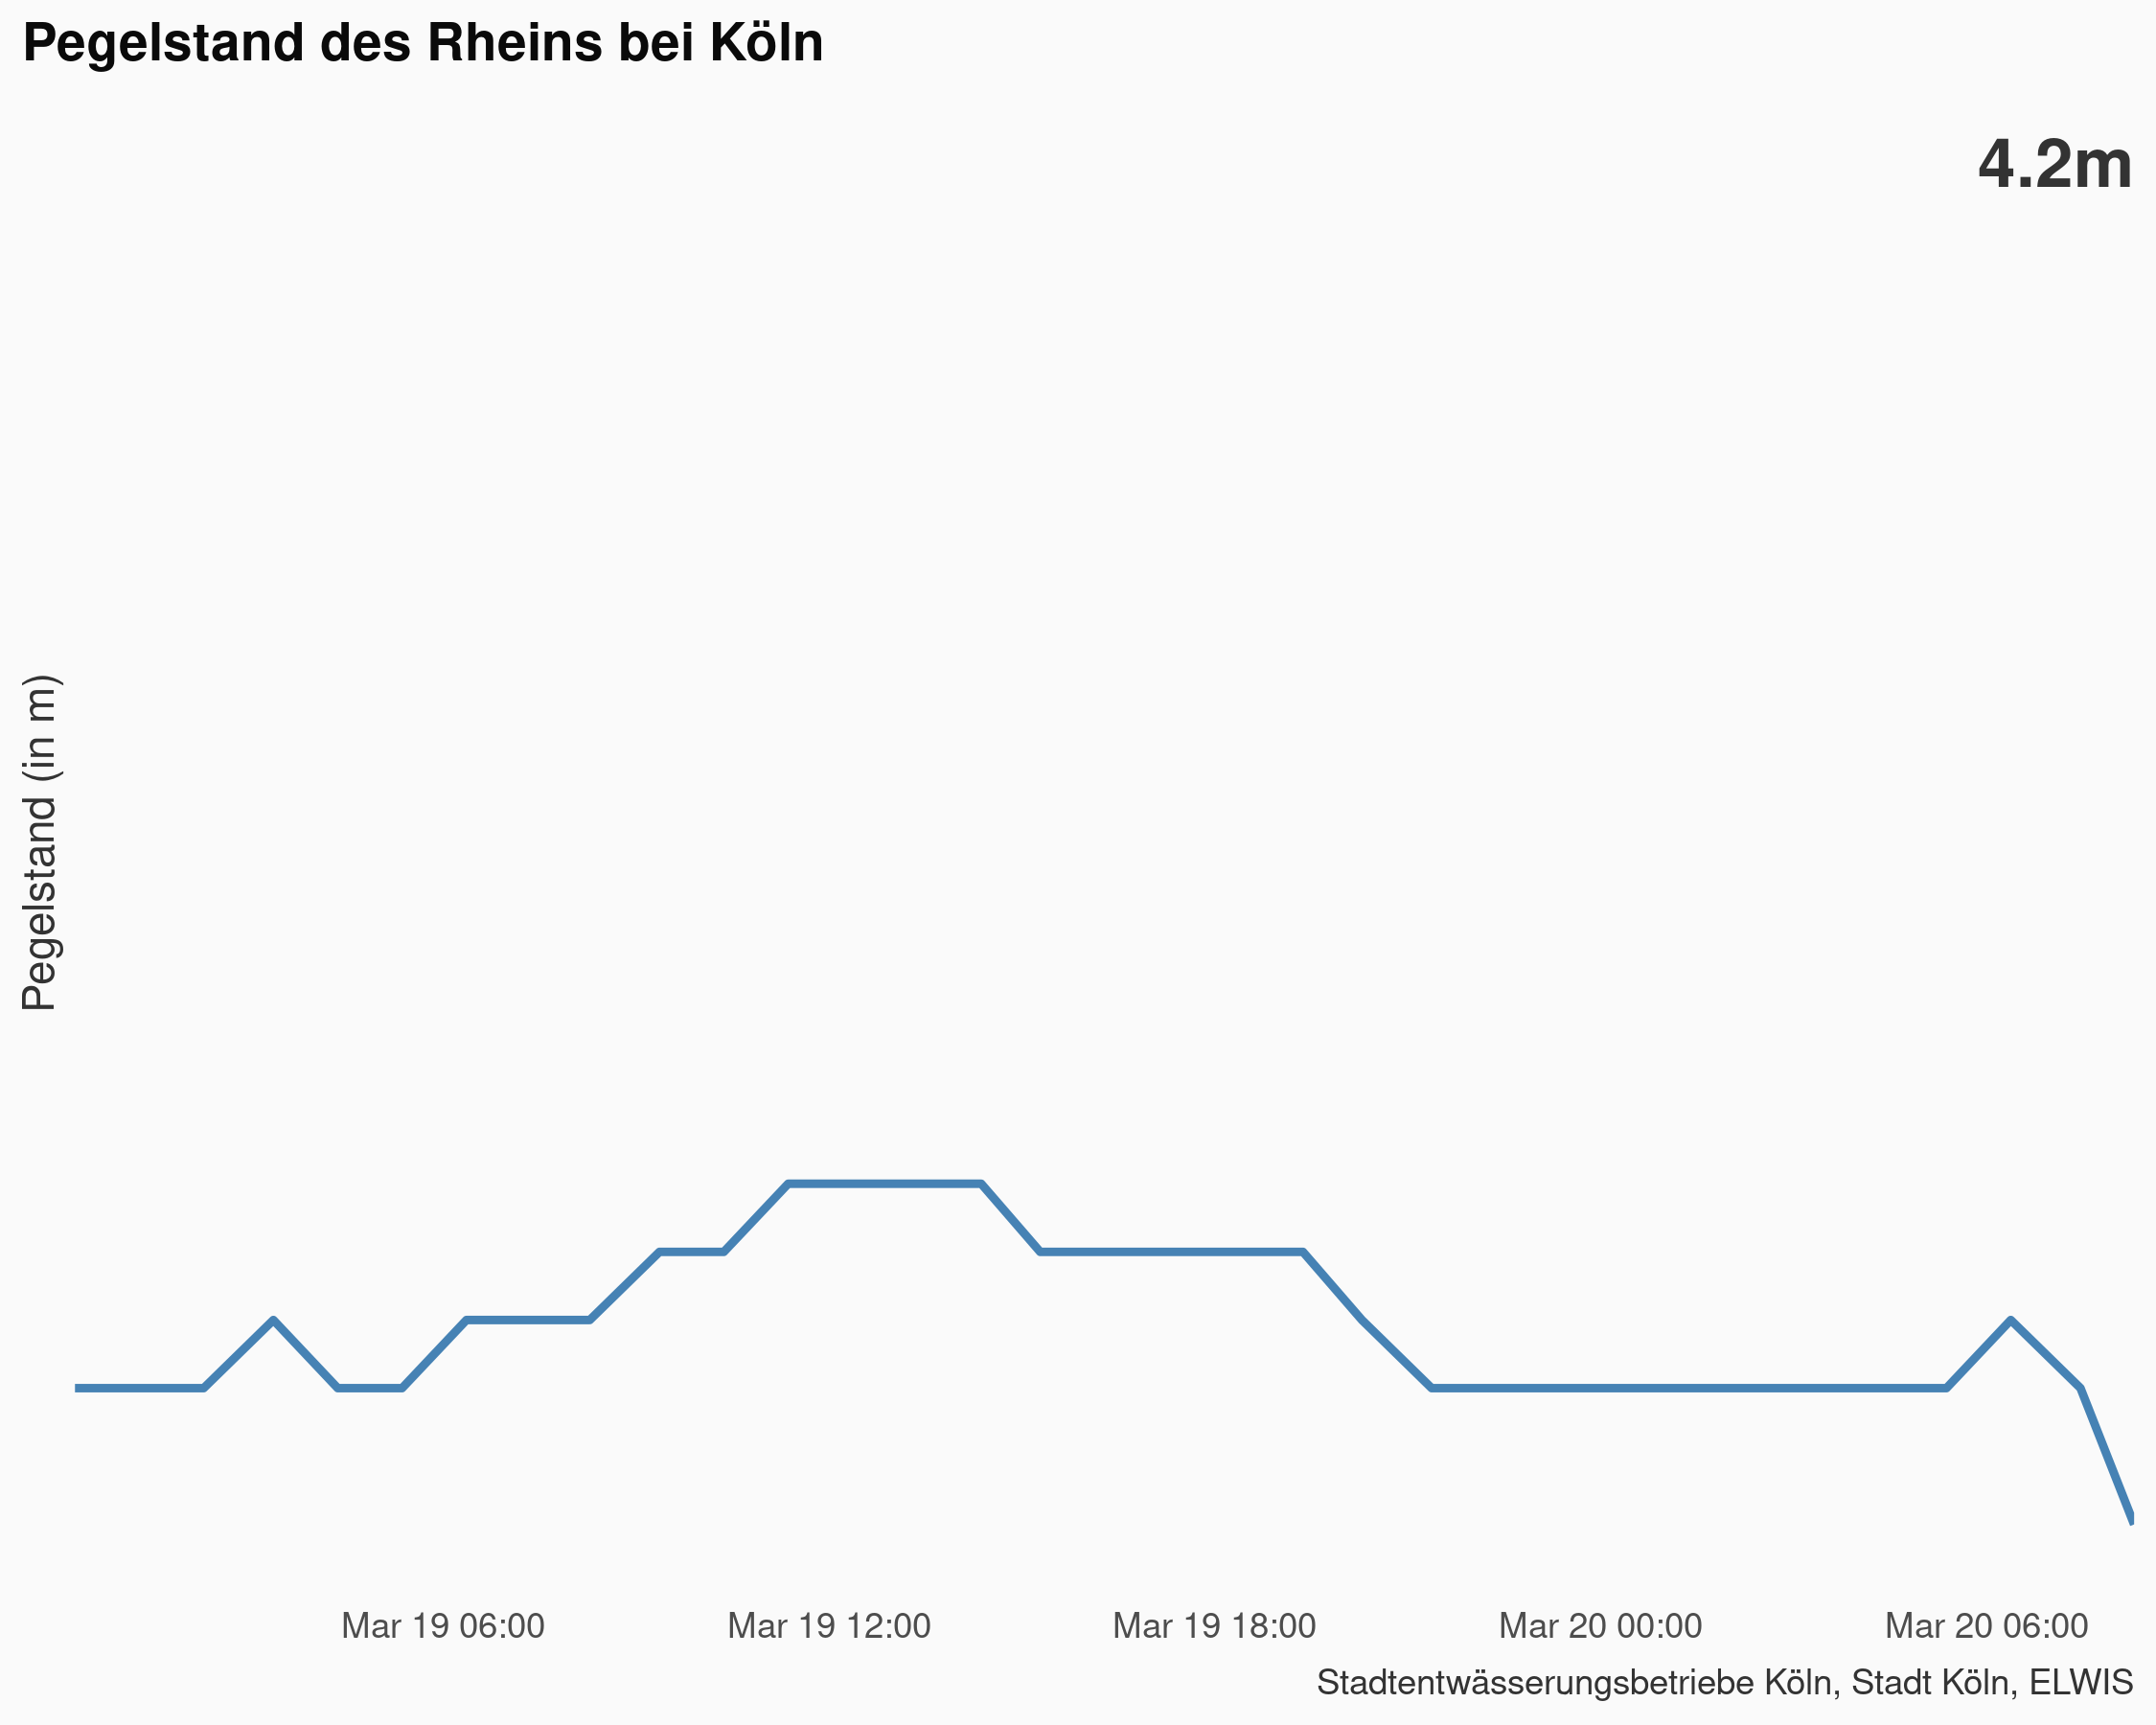 Pegelstand des Rheins bei Köln
4.2m
Pegelstand (in m)
Mar 19 06:00 Mar 19 12:00 Mar 19 18:00 Mar 20 00:00 Mar 20 06:00
Stadtentwässerungsbetriebe Köln, Stadt Köln, ELWIS